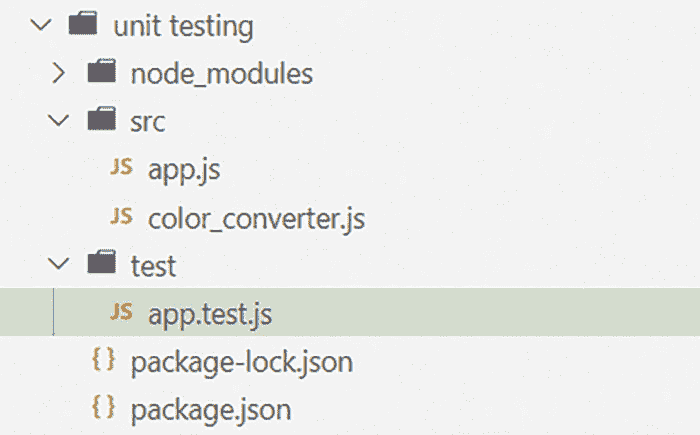 unit testing
node_modules
src
JS app.js
JS color_converter.js
test
JS app.test.js
{} package-lock.json
{} package.json